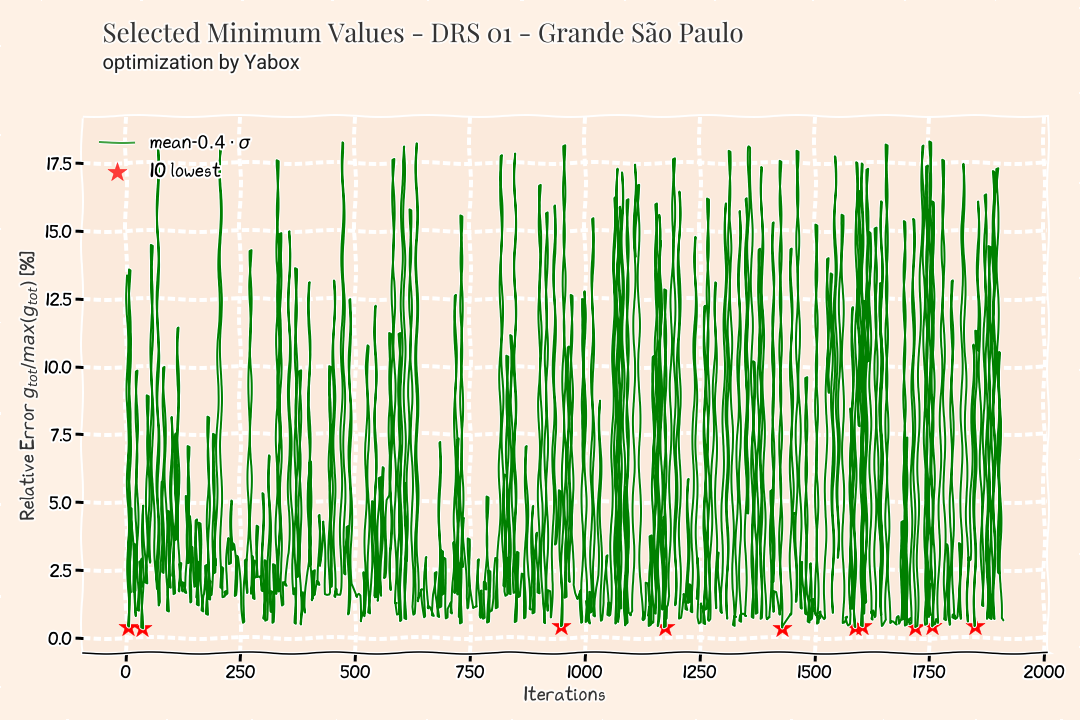 Selected Minimum Values - DRS 01 - Grande São Paulo
optimization by Yabox
mean-0.4 · σ
10 lowest
Relative Error g_tot/max(g_tot) [%]
17.5
15.0
12.5
10.0
7.5
5.0
2.5
0.0
0 250 500 750 1000 1250 1500 1750 2000
Iterations